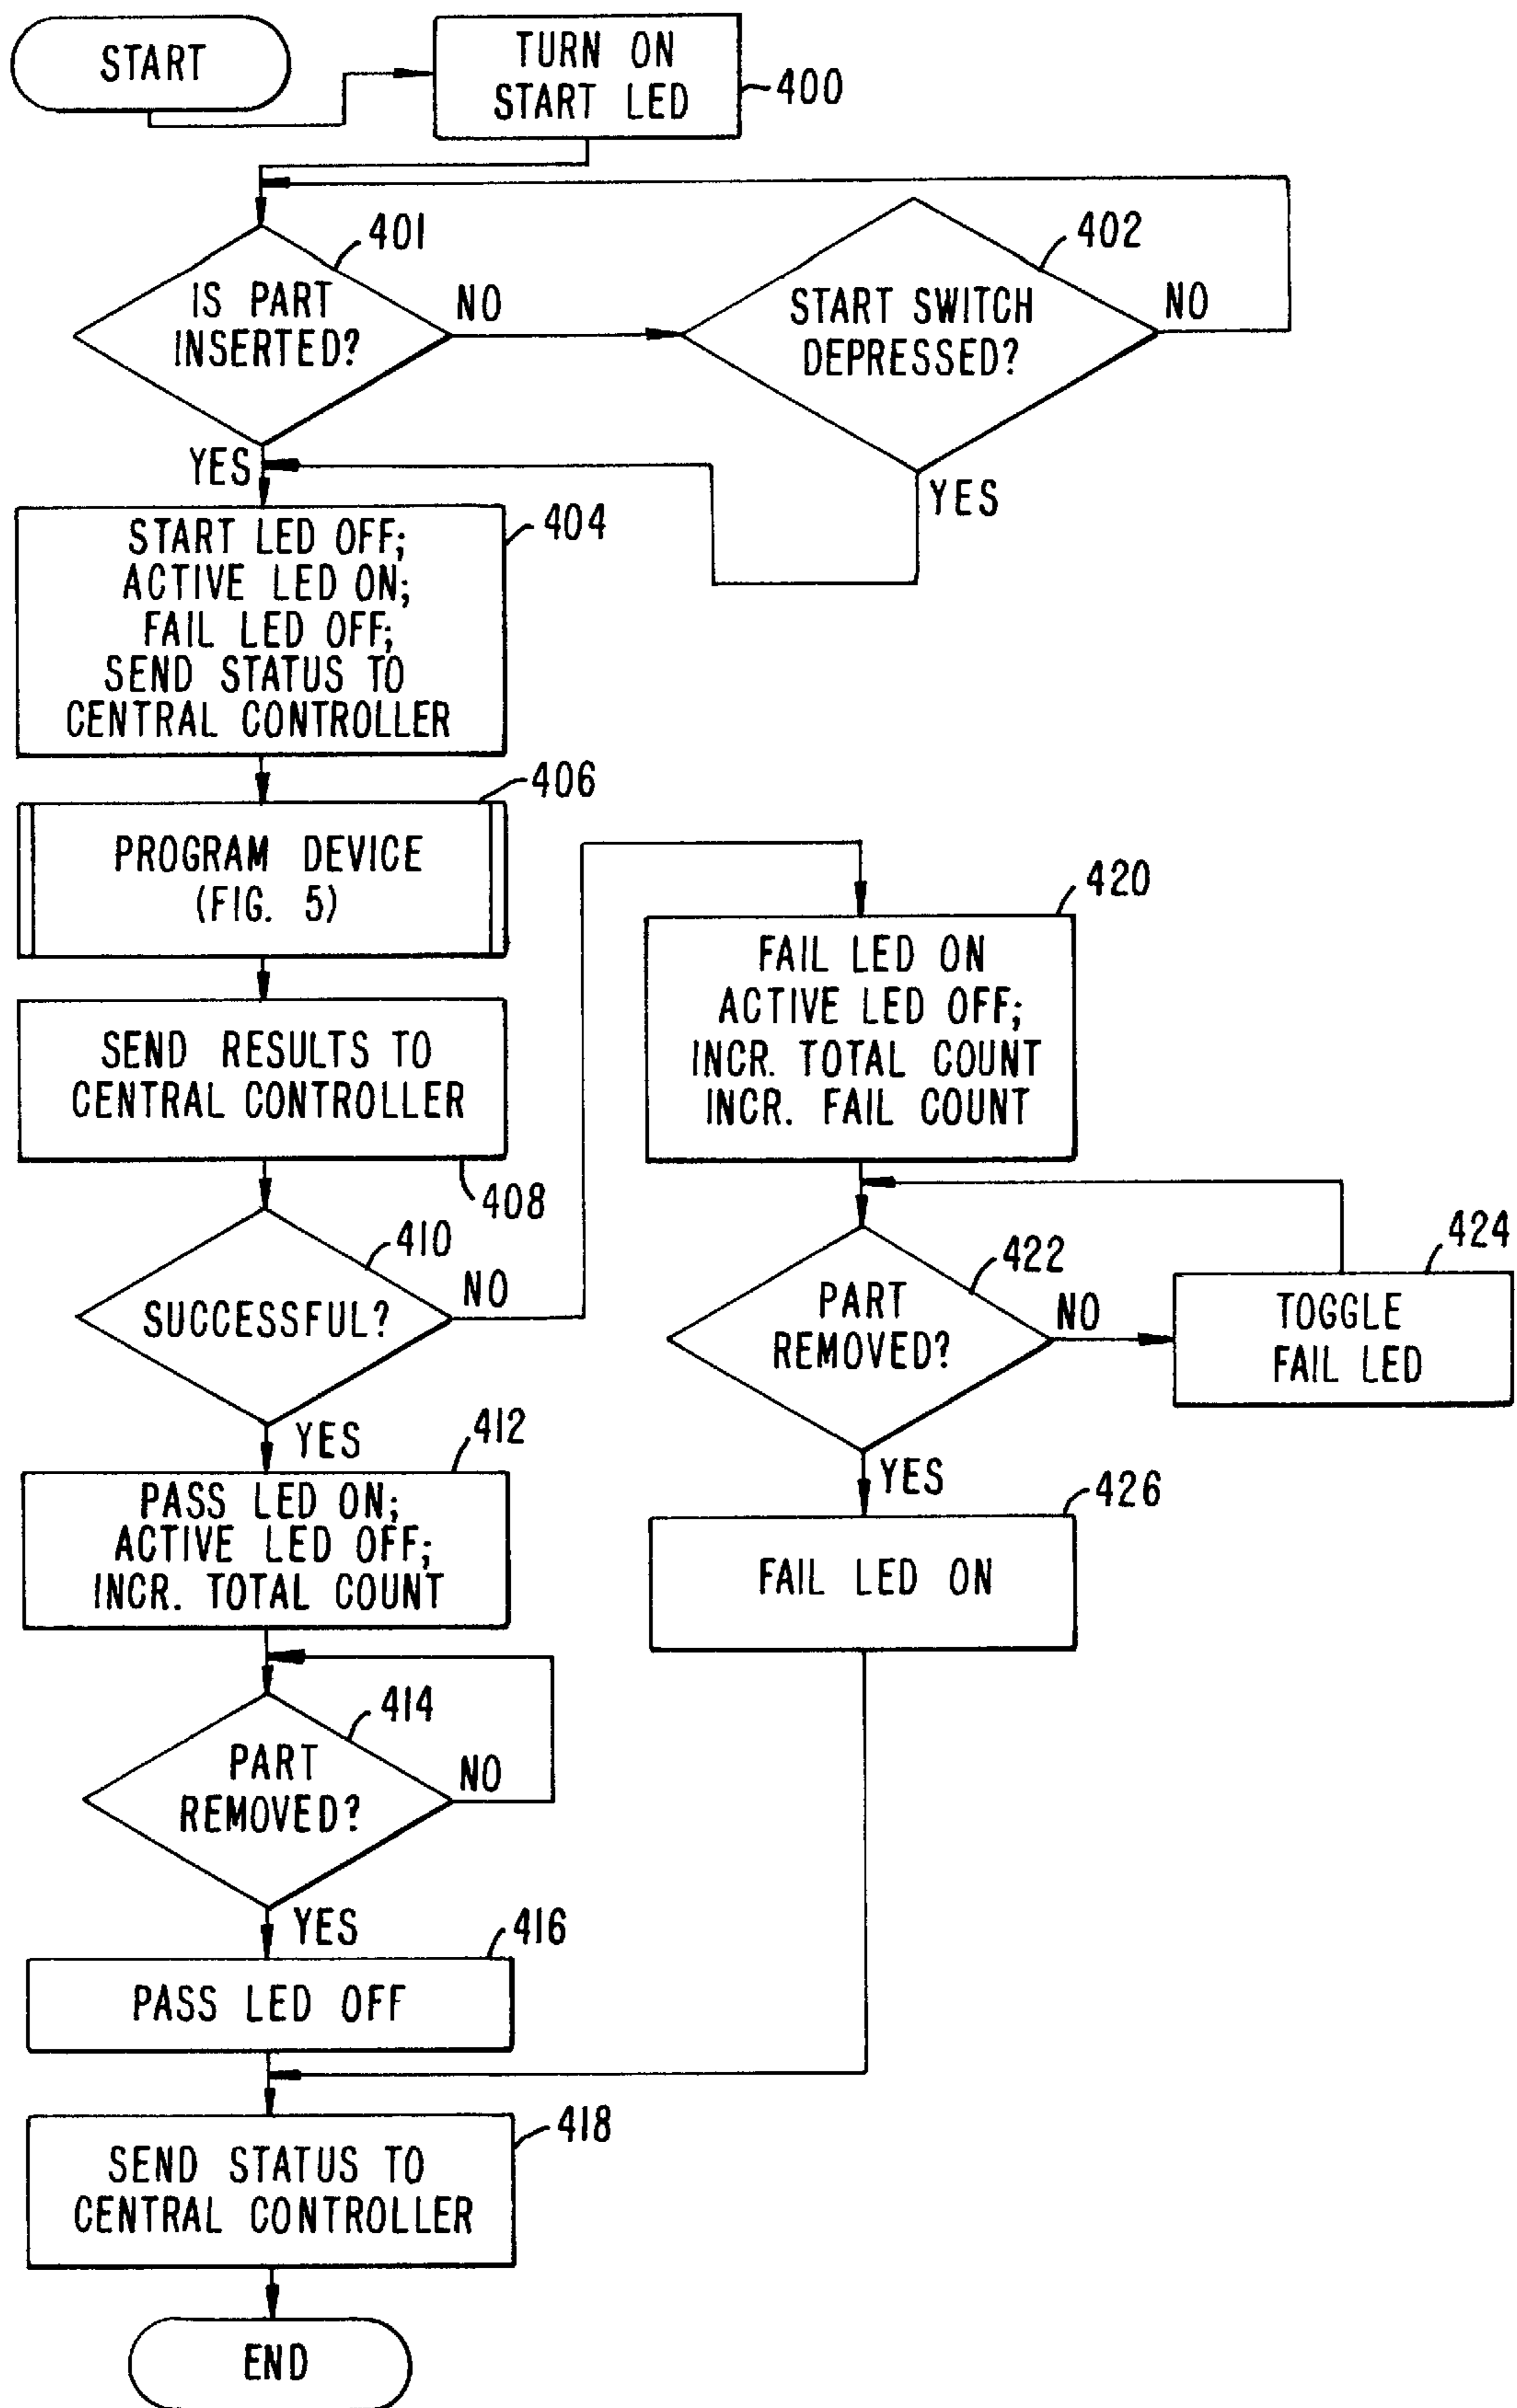 START
TURN ON
START LED
400
401
IS PART
INSERTED?
NO
402
START SWITCH
DEPRESSED?
NO
YES
YES
404
START LED OFF;
ACTIVE LED ON;
FAIL LED OFF;
SEND STATUS TO
CENTRAL CONTROLLER
406
PROGRAM DEVICE
(FIG. 5)
SEND RESULTS TO
CENTRAL CONTROLLER
408
410
SUCCESSFUL?
NO
YES
412
PASS LED ON;
ACTIVE LED OFF;
INCR. TOTAL COUNT
414
PART
REMOVED?
NO
YES
416
PASS LED OFF
420
FAIL LED ON
ACTIVE LED OFF;
INCR. TOTAL COUNT
INCR. FAIL COUNT
422
PART
REMOVED?
NO
424
TOGGLE
FAIL LED
YES
426
FAIL LED ON
418
SEND STATUS TO
CENTRAL CONTROLLER
END